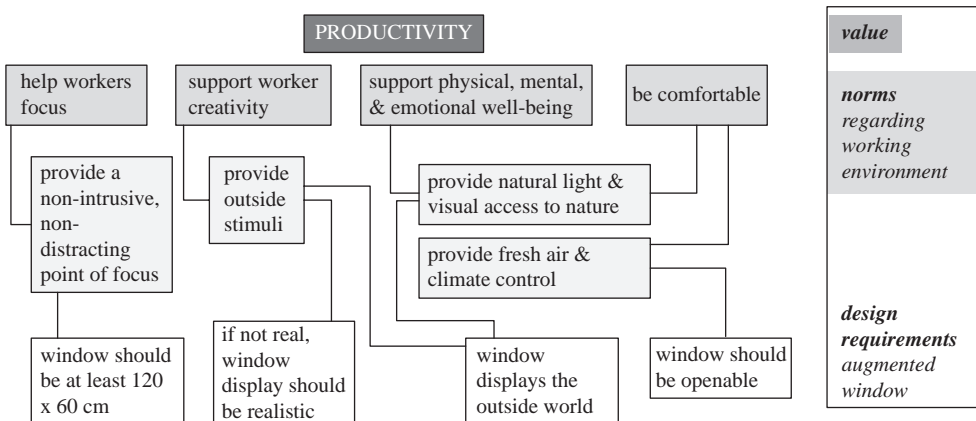 PRODUCTIVITY
help workers
focus
support worker
creativity
support physical, mental,
& emotional well-being
be comfortable
provide a
non-intrusive,
non-
distracting
point of focus
provide
outside
stimuli
provide natural light &
visual access to nature
provide fresh air &
climate control
window should
be at least 120
x 60 cm
if not real,
window
display should
be realistic
window
displays the
outside world
window should
be openable
value
norms
regarding
working
environment
design
requirements
augmented
window